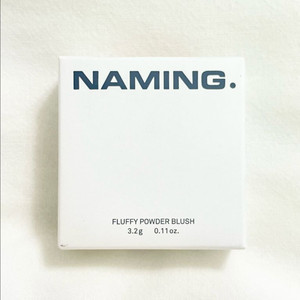 NAMING.
FLUFFY POWDER BLUSH
3.2g 0.11oz.